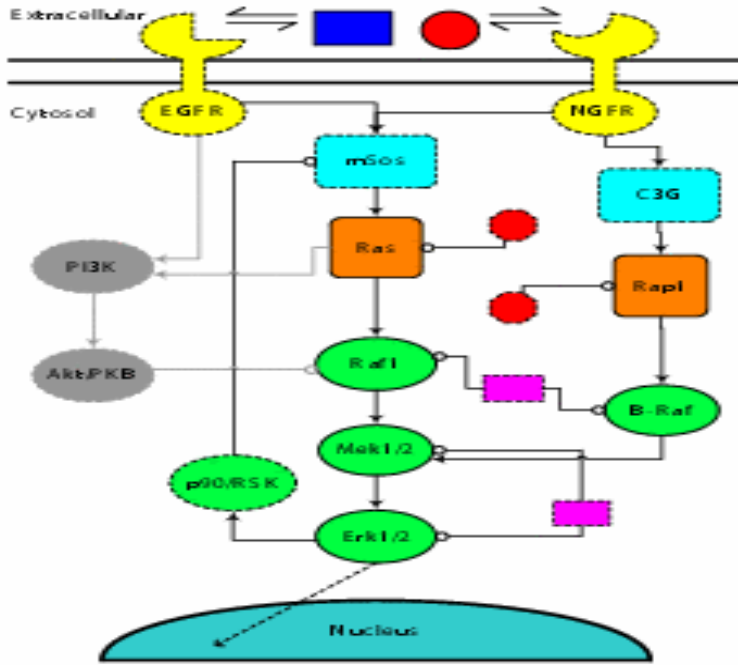 Extracellular
EGFR
NGFR
Cytosol
mSos
C3G
Ras
PI3K
Rap1
Raf1
Akt/PKB
B-Raf
Mek1/2
p90/RSK
Erk1/2
Nucleus